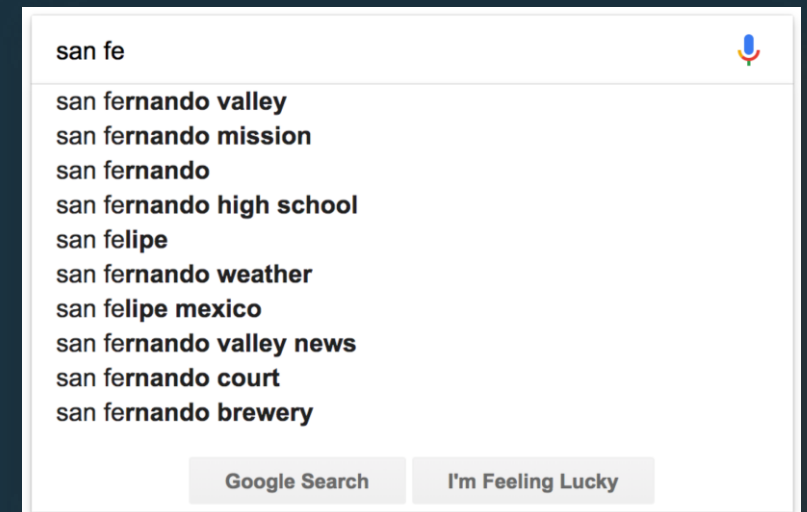 san fe
san fernando valley
san fernando mission
san fernando
san fernando high school
san felipe
san fernando weather
san felipe mexico
san fernando valley news
san fernando court
san fernando brewery
Google Search I'm Feeling Lucky